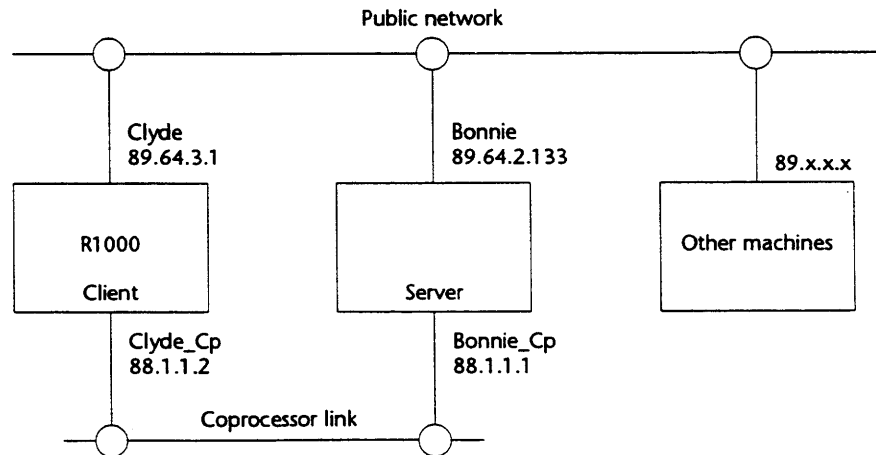 Public network
Clyde
89.64.3.1
Bonnie
89.64.2.133
89.x.x.x
R1000
Client
Server
Other machines
Clyde_Cp
88.1.1.2
Bonnie_Cp
88.1.1.1
Coprocessor link